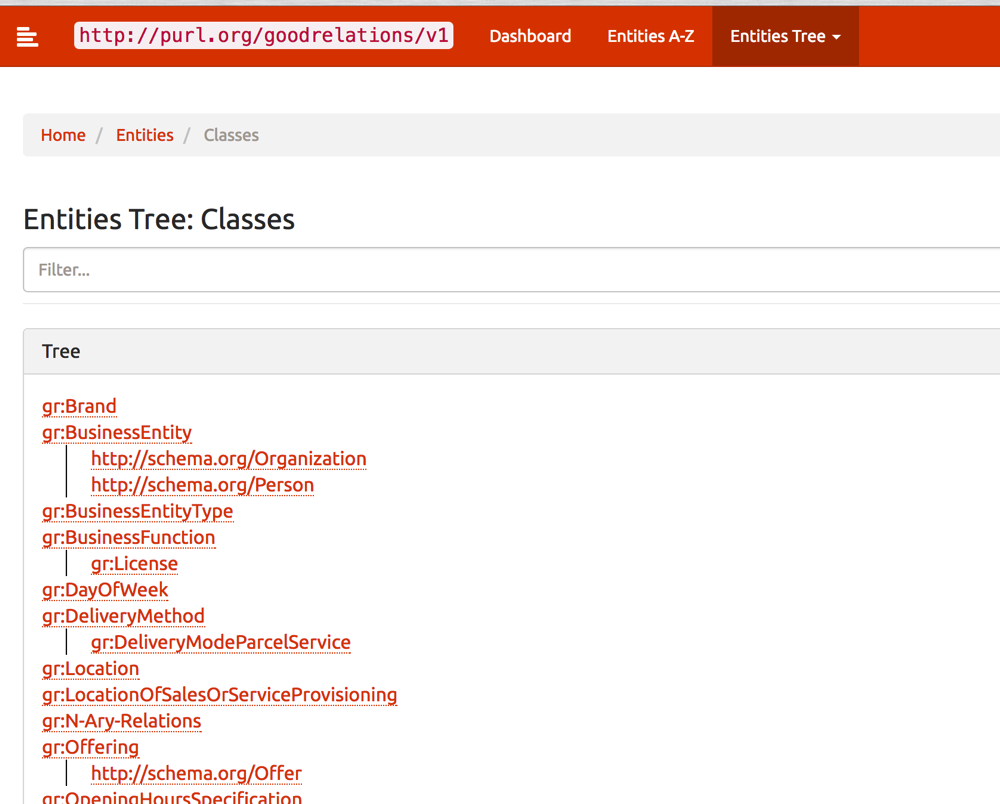 http://purl.org/goodrelations/v1 Dashboard Entities A-Z Entities Tree
Home / Entities / Classes
Entities Tree: Classes
Filter...
Tree
gr:Brand
gr:BusinessEntity
http://schema.org/Organization
http://schema.org/Person
gr:BusinessEntityType
gr:BusinessFunction
gr:License
gr:DayOfWeek
gr:DeliveryMethod
gr:DeliveryModeParcelService
gr:Location
gr:LocationOfSalesOrServiceProvisioning
gr:N-Ary-Relations
gr:Offering
http://schema.org/Offer
gr:OpeningHoursSpecification